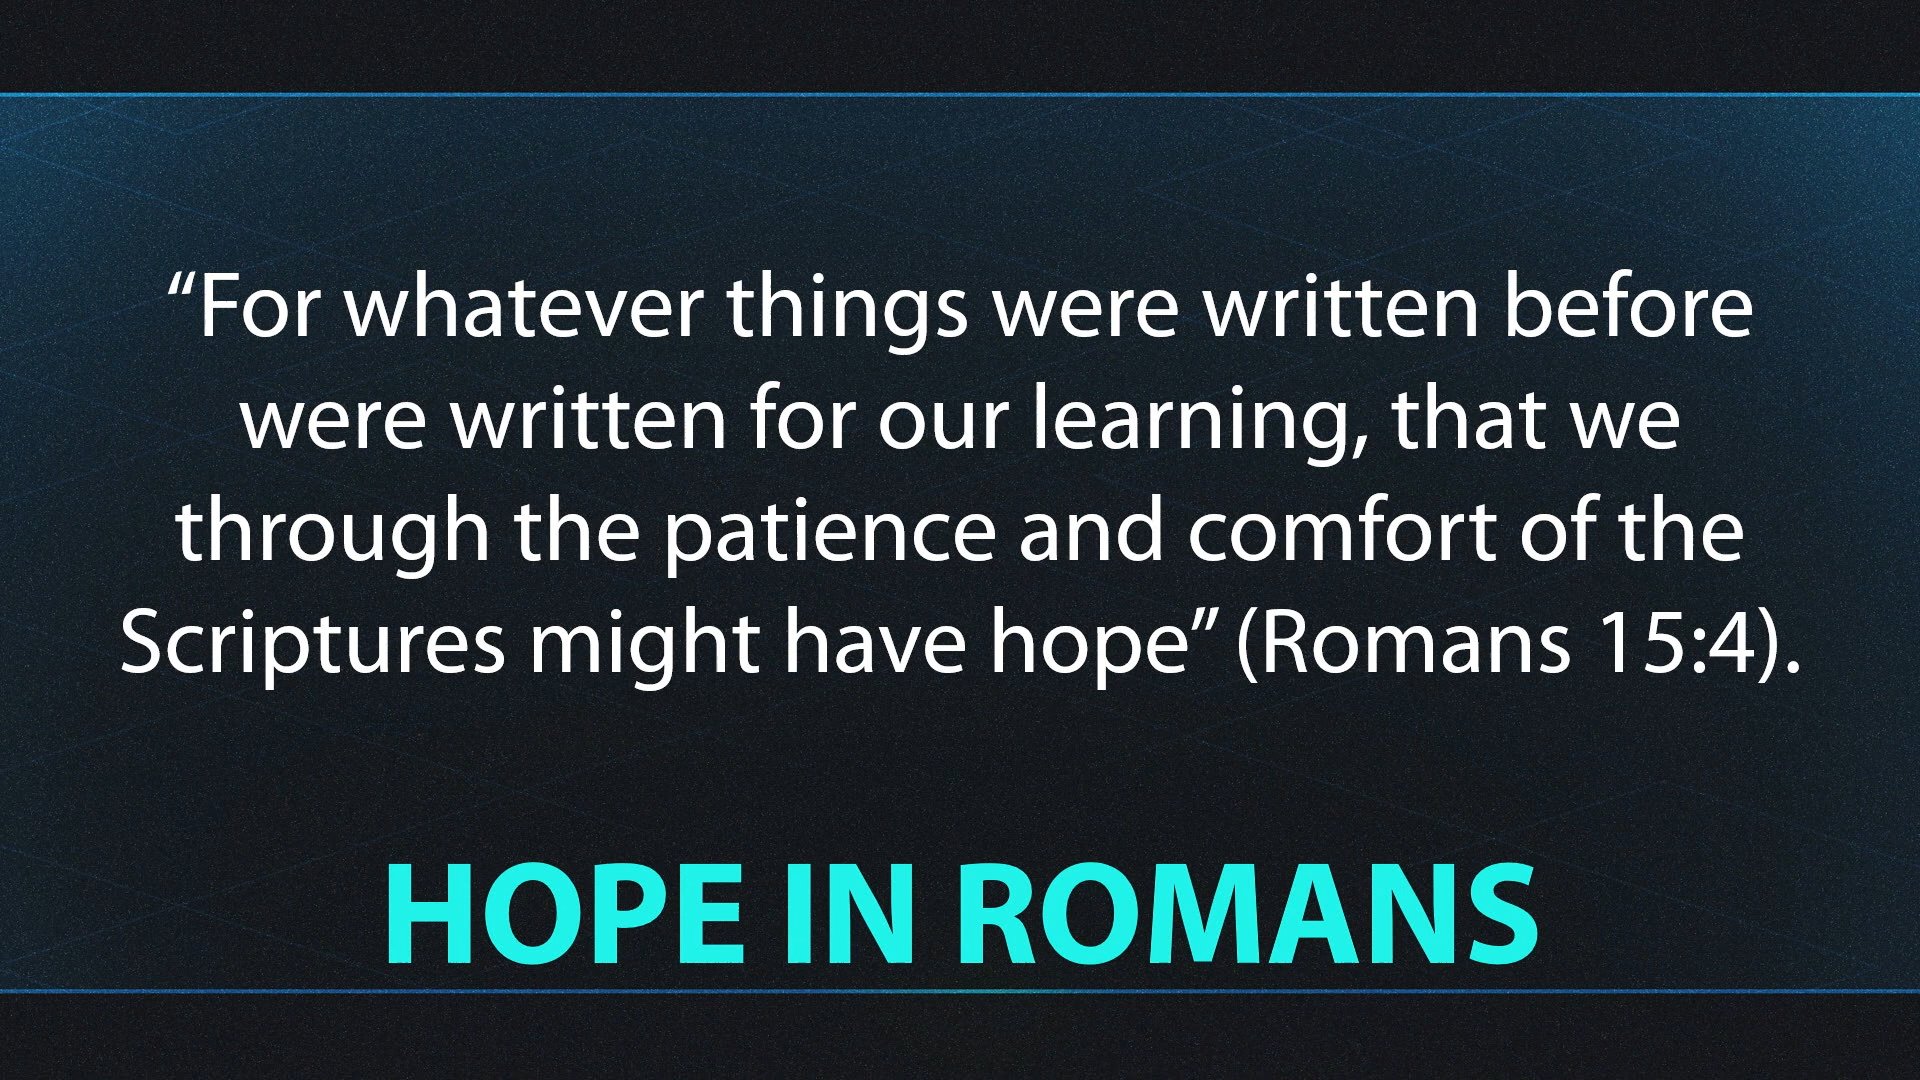 “For whatever things were written before
were written for our learning, that we
through the patience and comfort of the
Scriptures might have hope” (Romans 15:4).
HOPE IN ROMANS